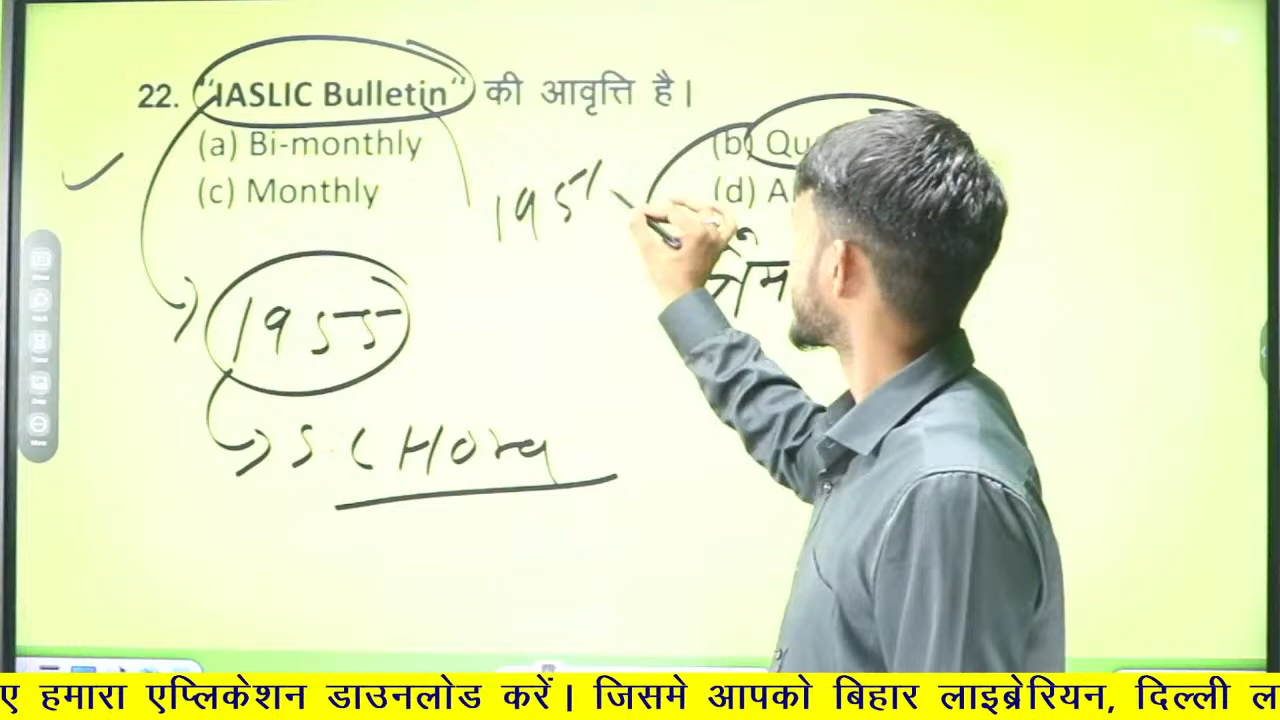 22. "IASLIC Bulletin" की आवृत्ति है।
(a) Bi-monthly
(b) Qu
(c) Monthly
(d) A
1951
1955
S.C Hora
ए हमारा एप्लिकेशन डाउनलोड करें। जिसमे आपको बिहार लाइब्रेरियन, दिल्ली ल